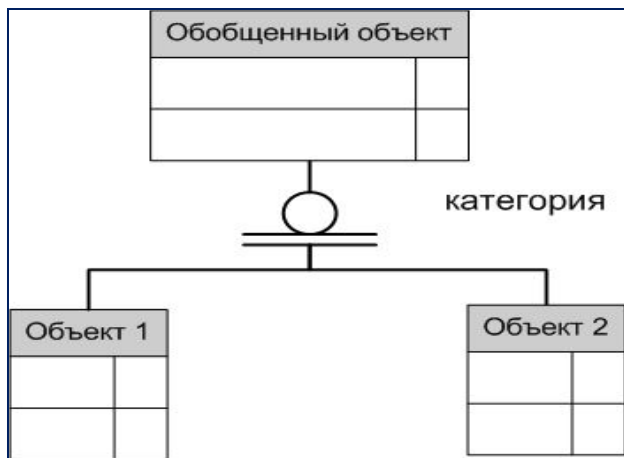 Обобщенный объект
категория
Объект 1
Объект 2